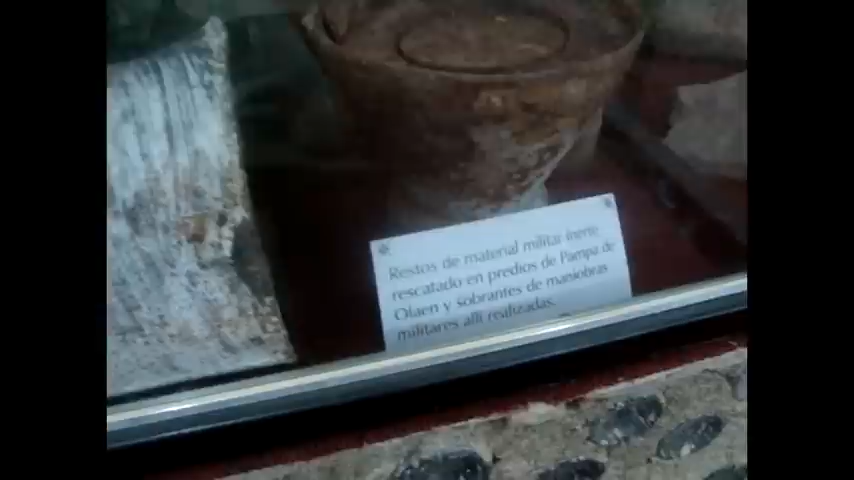 Restos de material militar inerte
rescatado en predios de Pampa de
Olaen y sobrantes de maniobras
militares allí realizadas.